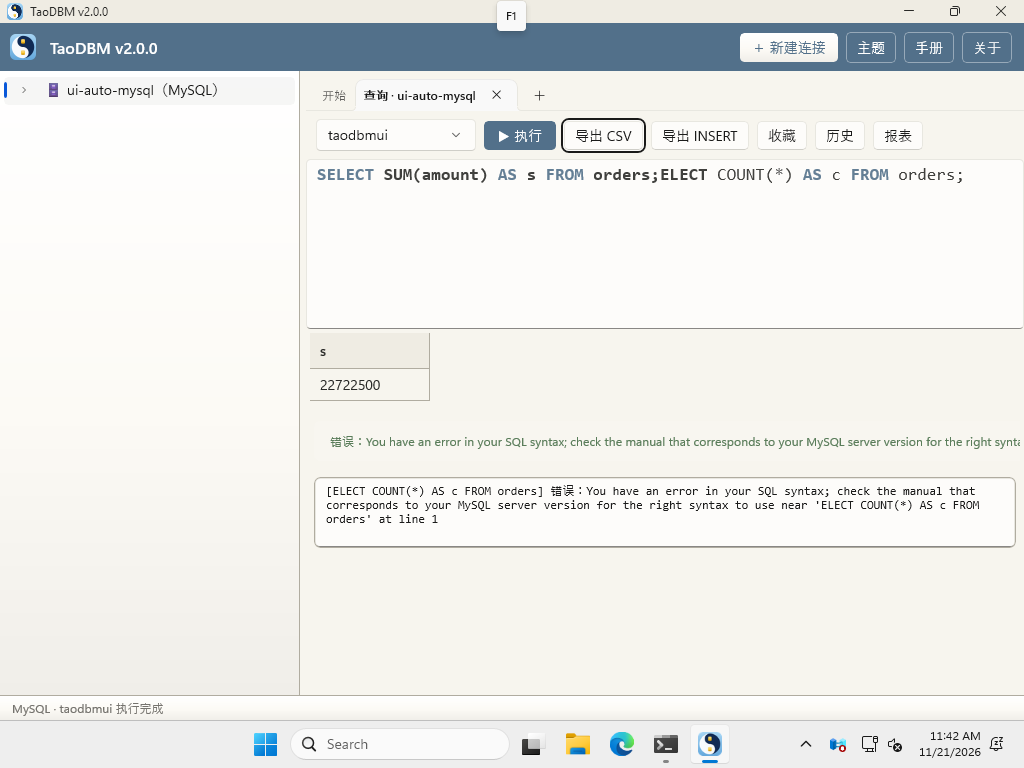 TaoDBM v2.0.0
F1
TaoDBM v2.0.0
+ 新建连接
主题
手册
关于
ui-auto-mysql（MySQL）
开始
查询 · ui-auto-mysql
taodbmui
执行
导出 CSV
导出 INSERT
收藏
历史
报表
SELECT SUM(amount) AS s FROM orders;ELECT COUNT(*) AS c FROM orders;
s
22722500
错误：You have an error in your SQL syntax; check the manual that corresponds to your MySQL server version for the right synta
[ELECT COUNT(*) AS c FROM orders] 错误：You have an error in your SQL syntax; check the manual that
corresponds to your MySQL server version for the right syntax to use near 'ELECT COUNT(*) AS c FROM
orders' at line 1
MySQL · taodbmui 执行完成
Search
11:42 AM
11/21/2026